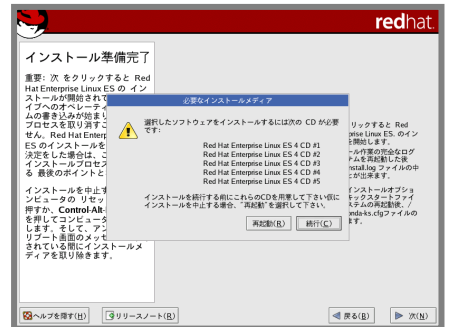 redhat.
インストール準備完了
重要: 次 をクリックすると Red
Hat Enterprise Linux ES の イン
ストールが開始されて
イブへのオペレーティ
ムの書き込みが始まり
プロセスを取り消すこ
せん。Red Hat Enterp
ES のインストールを
決定をした場合は、こ
インストールプロセス
る 最後のポイントと
インストールを中止す
ンピュータの リセッ
押すか、Control-Alt-
を押してコンピュータ
します。そして、アン
リブート画面のメッセ
されている間にインストールメ
ディアを取り除きます。
必要なインストールメディア
選択したソフトウェアをインストールするには次の CD が必要
です:
Red Hat Enterprise Linux ES 4 CD #1
Red Hat Enterprise Linux ES 4 CD #2
Red Hat Enterprise Linux ES 4 CD #3
Red Hat Enterprise Linux ES 4 CD #4
Red Hat Enterprise Linux ES 4 CD #5
インストールを続行する前にこれらのCDを用意して下さい仮に
インストールを中止する場合、"再起動"を選択して下さい。
再起動(R)
続行(C)
リックすると Red
prise Linux ES. のイン
を開始します。
ール作業の完全なログ
テムを再起動した後
nstall.log ファイルの中
とが出来ます。
インストールオプショ
キックスタートファイ
ステムの再起動後、/
onda-ks.cfgファイルの
ます。
ヘルプを隠す(H)
リリースノート(R)
戻る(B)
次(N)